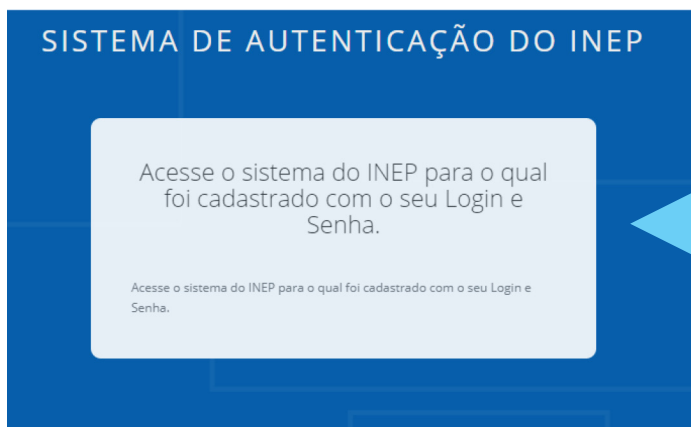 SISTEMA DE AUTENTICAÇÃO DO INEP
Acesse o sistema do INEP para o qual
foi cadastrado com o seu Login e
Senha.
Acesse o sistema do INEP para o qual foi cadastrado com o seu Login e
Senha.